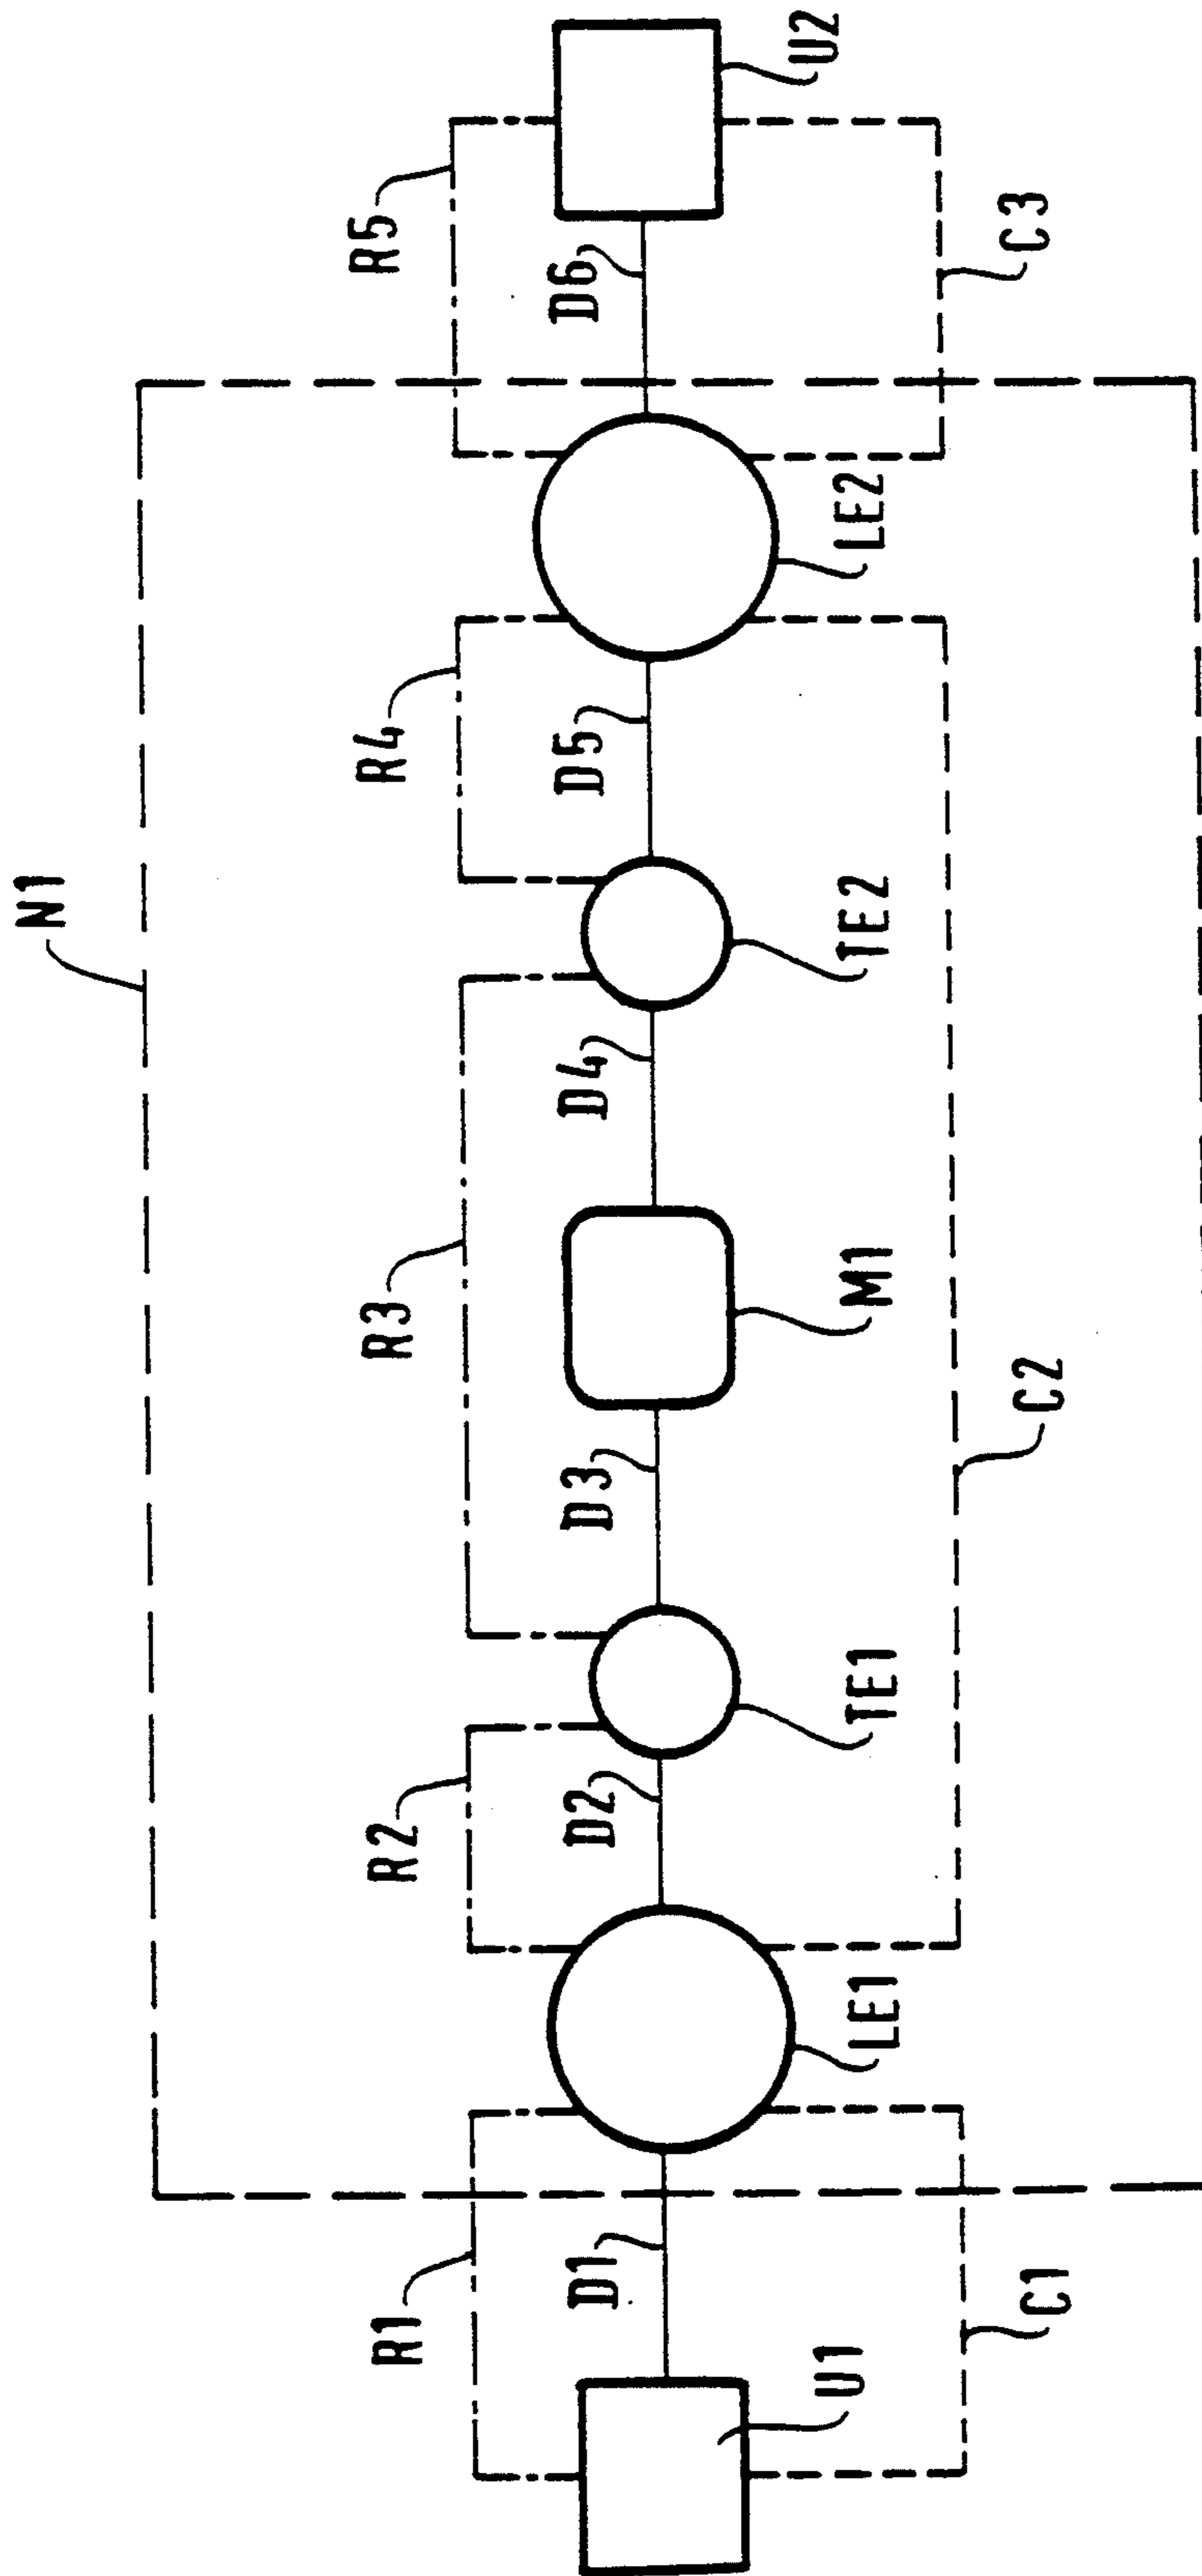 N1
R1
R2
R3
R4
R5
D1
D2
D3
D4
D5
D6
U1
LE1
TE1
M1
TE2
LE2
U2
C1
C2
C3